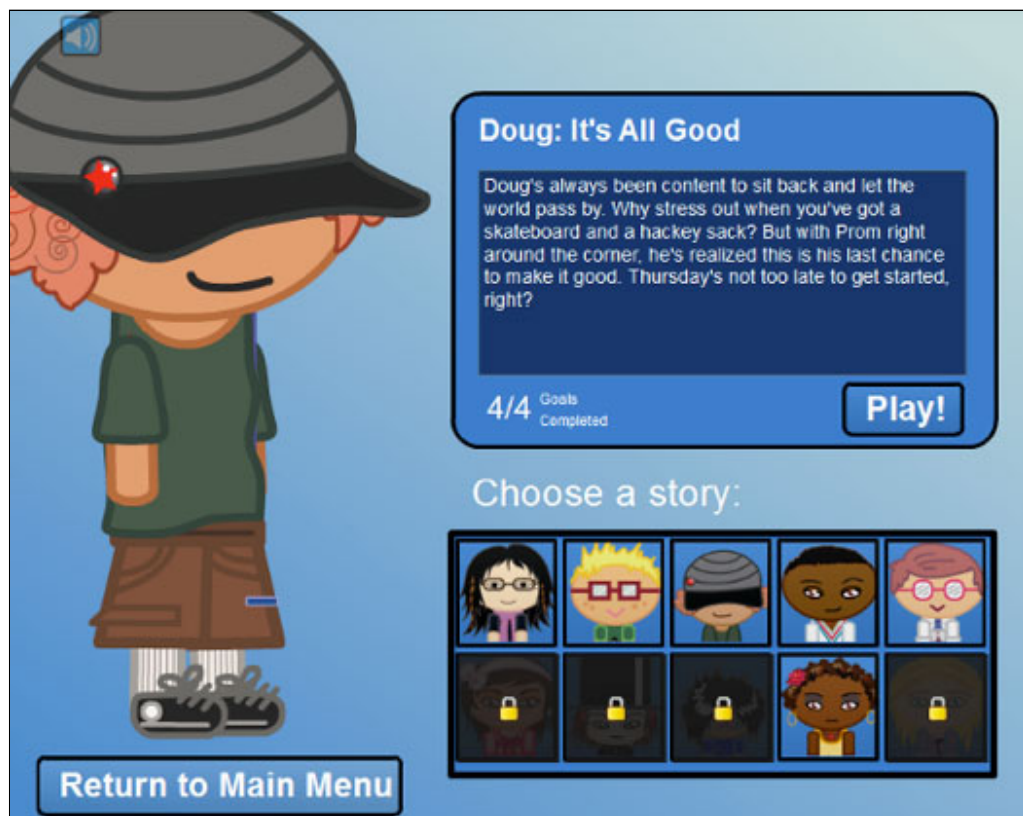 Doug: It's All Good
Doug's always been content to sit back and let the
world pass by. Why stress out when you've got a
skateboard and a hackey sack? But with Prom right
around the corner, he's realized this is his last chance
to make it good. Thursday's not too late to get started,
right?
4/4 Goals
Completed
Play!
Choose a story:
Return to Main Menu